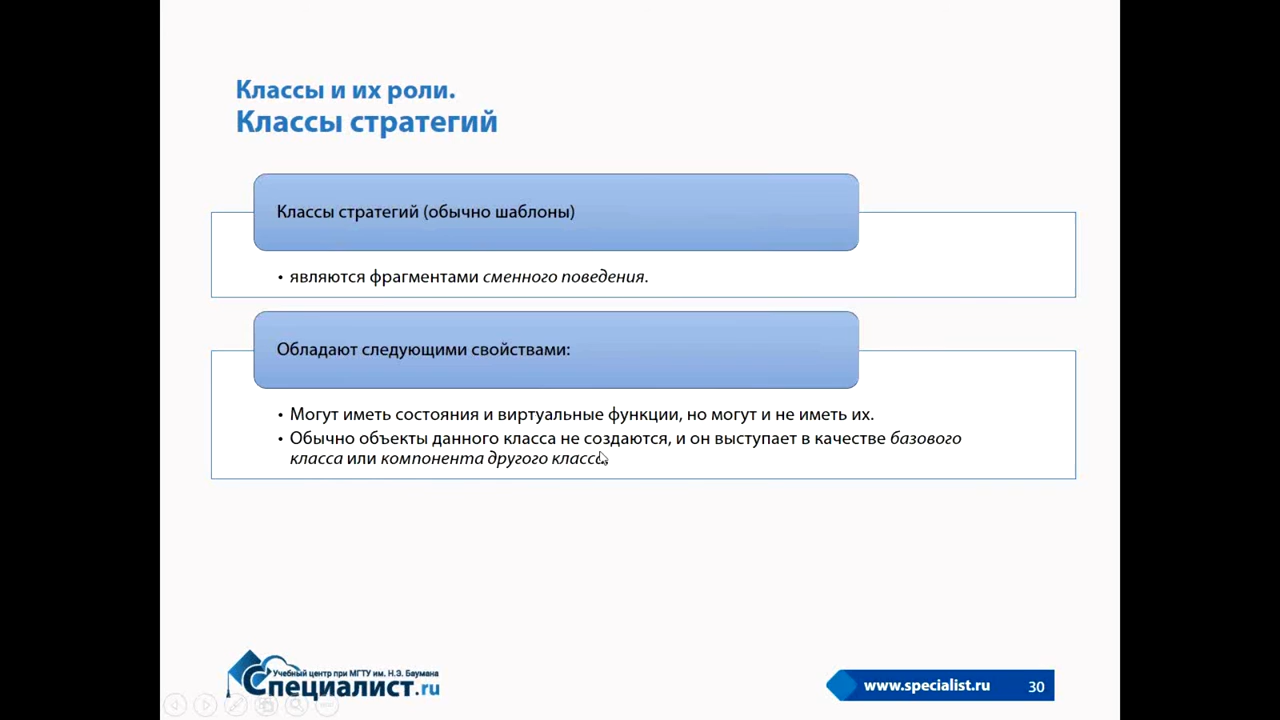 Классы и их роли.
Классы стратегий
Классы стратегий (обычно шаблоны)
• являются фрагментами сменного поведения.
Обладают следующими свойствами:
• Могут иметь состояния и виртуальные функции, но могут и не иметь их.
• Обычно объекты данного класса не создаются, и он выступает в качестве базового
класса или компонента другого класса.
Учебный центр при МГТУ им. Н.Э. Баумана
Специалист.ru
www.specialist.ru
30